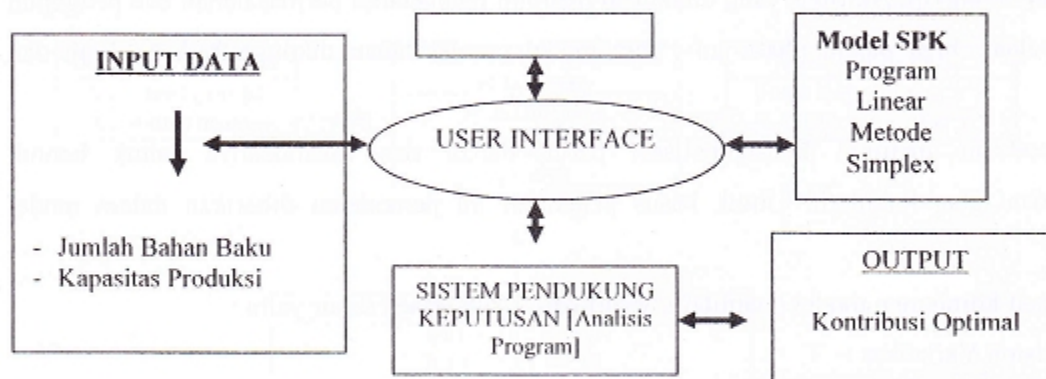 INPUT DATA
- Jumlah Bahan Baku
- Kapasitas Produksi
USER INTERFACE
Model SPK
Program
Linear
Metode
Simplex
SISTEM PENDUKUNG
KEPUTUSAN [Analisis
Program]
OUTPUT
Kontribusi Optimal